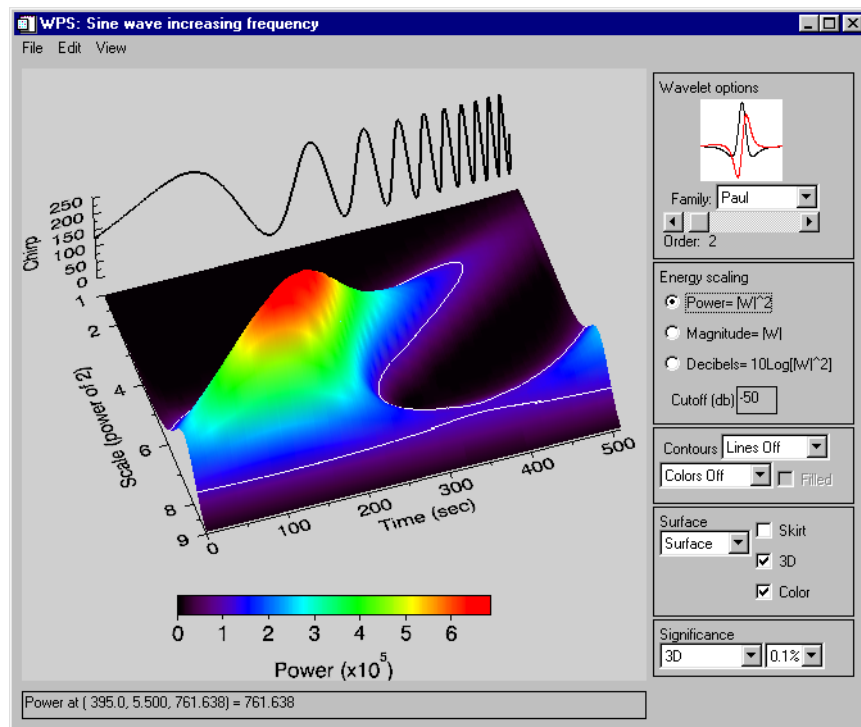 WPS: Sine wave increasing frequency
File Edit View
Wavelet options
Family: Paul
Order: 2
Energy scaling
Power= |W|^2
Magnitude= |W|
Decibels= 10Log[|W|^2]
Cutoff (db) -50
Contours Lines Off
Colors Off Filled
Surface
Surface
Skirt
3D
Color
Significance
3D 0.1%
250
200
150
100
50
0
Chirp
1
2
4
6
8
9
Scale (power of 2)
0 100 200 300 400 500
Time (sec)
0 1 2 3 4 5 6
Power (x10^5)
Power at ( 395.0, 5.500, 761.638) = 761.638